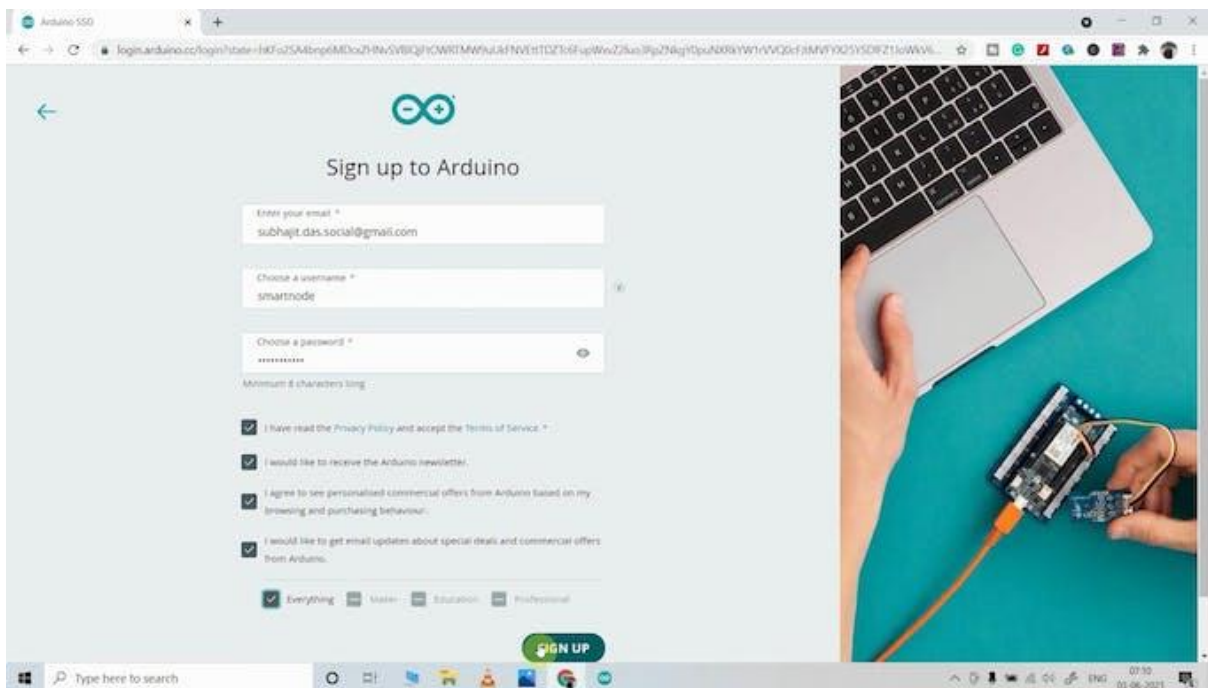 Arduino SSO
Sign up to Arduino
Enter your email *
subhajit.das.social@gmail.com
Choose a username *
smartnode
Choose a password *
Minimum 8 characters long
I have read the Privacy Policy and accept the Terms of Service *
I would like to receive the Arduino newsletter.
I agree to see personalised commercial offers from Arduino based on my
browsing and purchasing behaviour.
I would like to get email updates about special deals and commercial offers
from Arduino.
Everything Maker Education Professional
SIGN UP
Type here to search
ENG
07:10